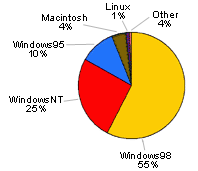 Linux
1%
Other
4%
Macintosh
4%
Windows95
10%
WindowsNT
25%
Windows98
55%